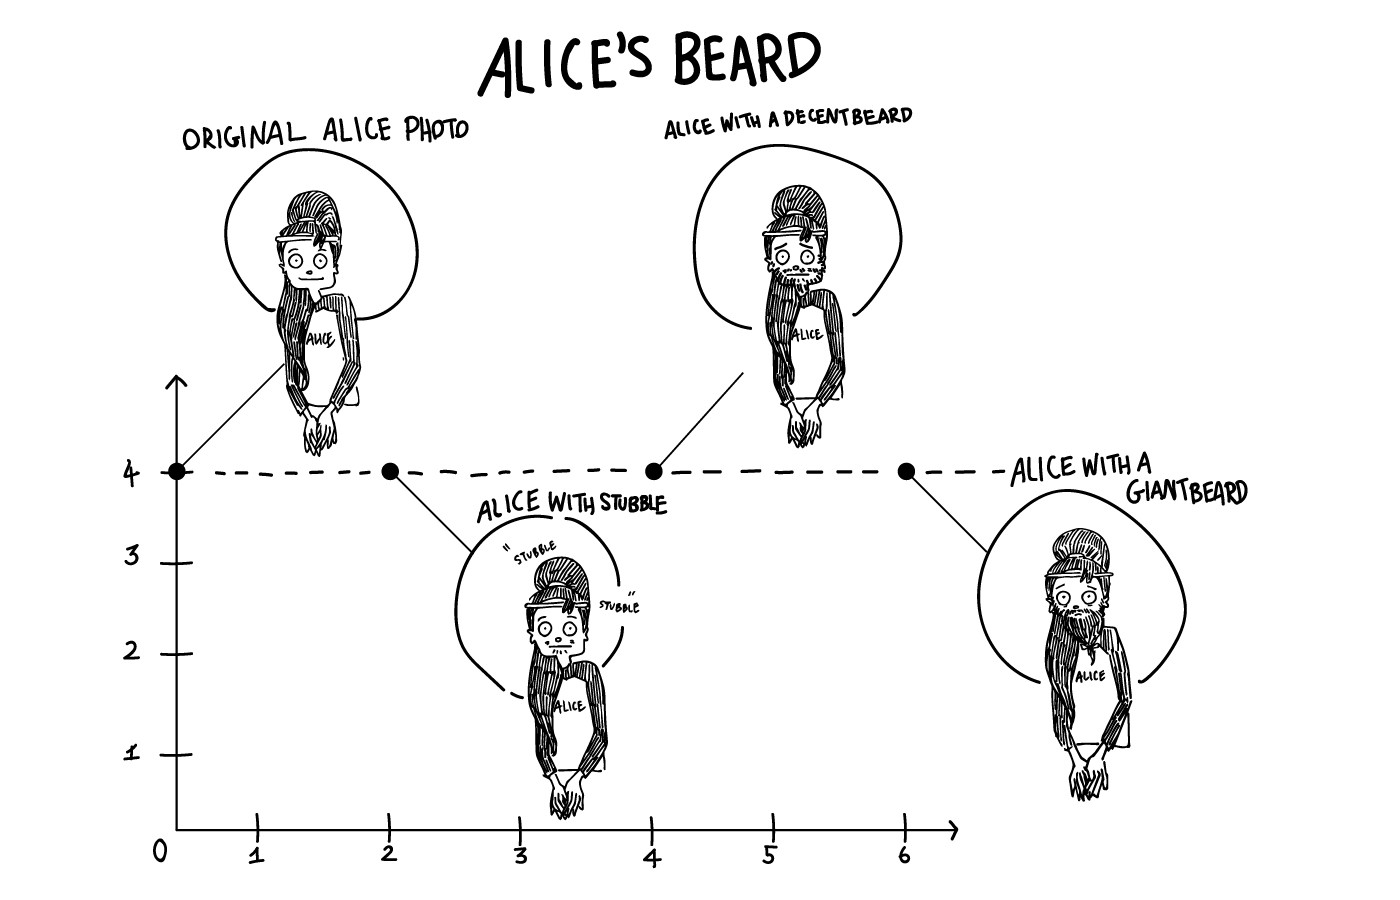 ALICE'S BEARD
ORIGINAL ALICE PHOTO
ALICE WITH A DECENT BEARD
ALICE
ALICE
4
ALICE WITH A
GIANT BEARD
ALICE WITH STUBBLE
"STUBBLE
STUBBLE"
3
2
ALICE
ALICE
1
0
1
2
3
4
5
6